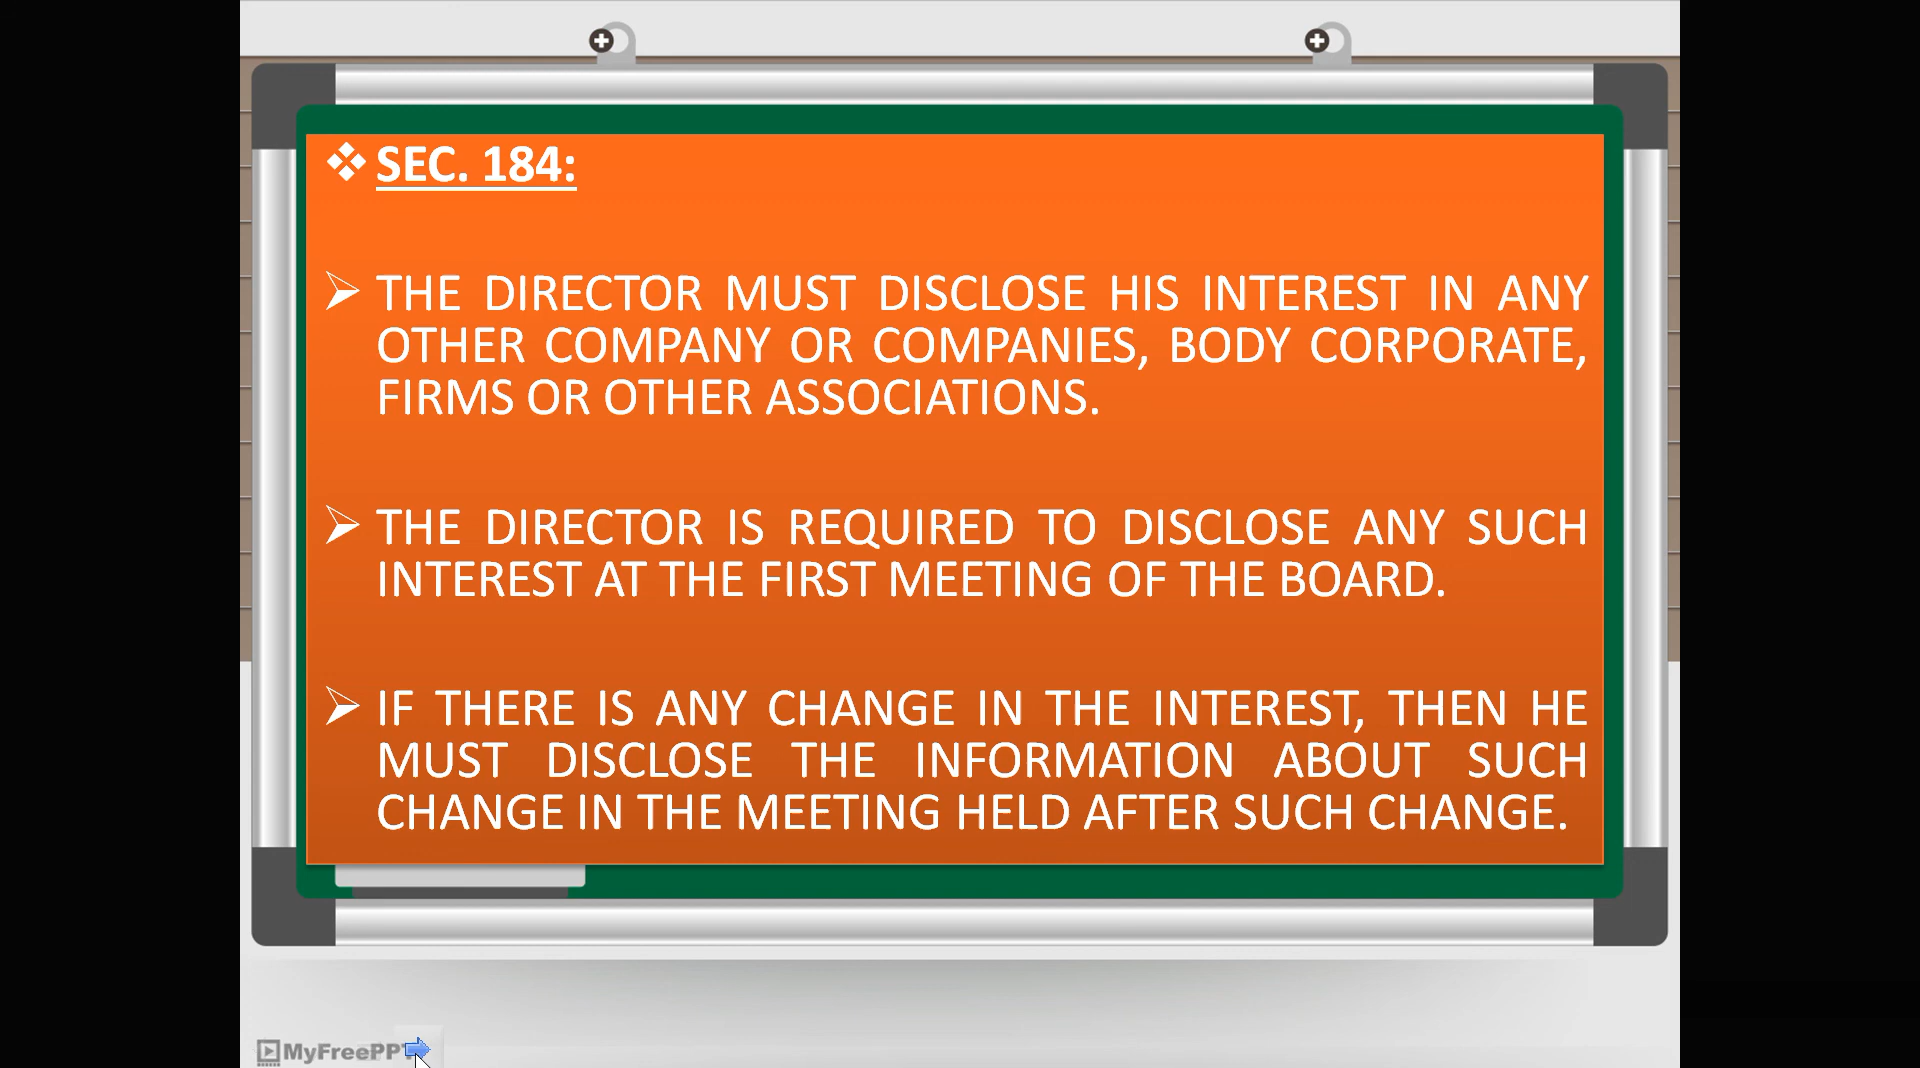 SEC. 184:
THE DIRECTOR MUST DISCLOSE HIS INTEREST IN ANY
OTHER COMPANY OR COMPANIES, BODY CORPORATE,
FIRMS OR OTHER ASSOCIATIONS.
THE DIRECTOR IS REQUIRED TO DISCLOSE ANY SUCH
INTEREST AT THE FIRST MEETING OF THE BOARD.
IF THERE IS ANY CHANGE IN THE INTEREST, THEN HE
MUST DISCLOSE THE INFORMATION ABOUT SUCH
CHANGE IN THE MEETING HELD AFTER SUCH CHANGE.
MyFreePP